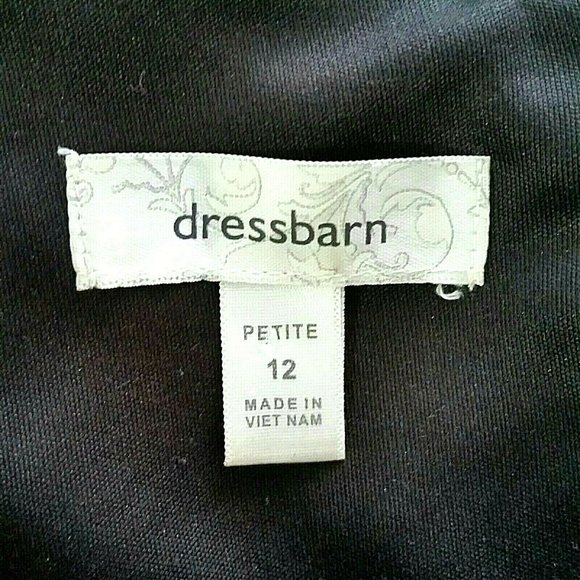 dressbarn
PETITE
12
MADE IN
VIET NAM